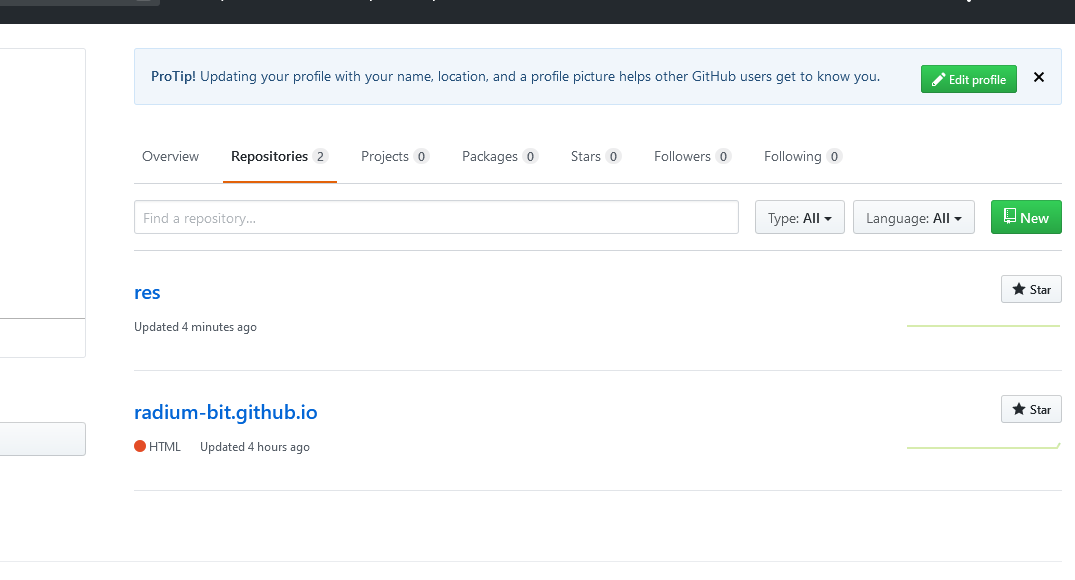 ProTip! Updating your profile with your name, location, and a profile picture helps other GitHub users get to know you. Edit profile
Overview Repositories 2 Projects 0 Packages 0 Stars 0 Followers 0 Following 0
Find a repository... Type: All Language: All New
res Star
Updated 4 minutes ago
radium-bit.github.io Star
HTML Updated 4 hours ago